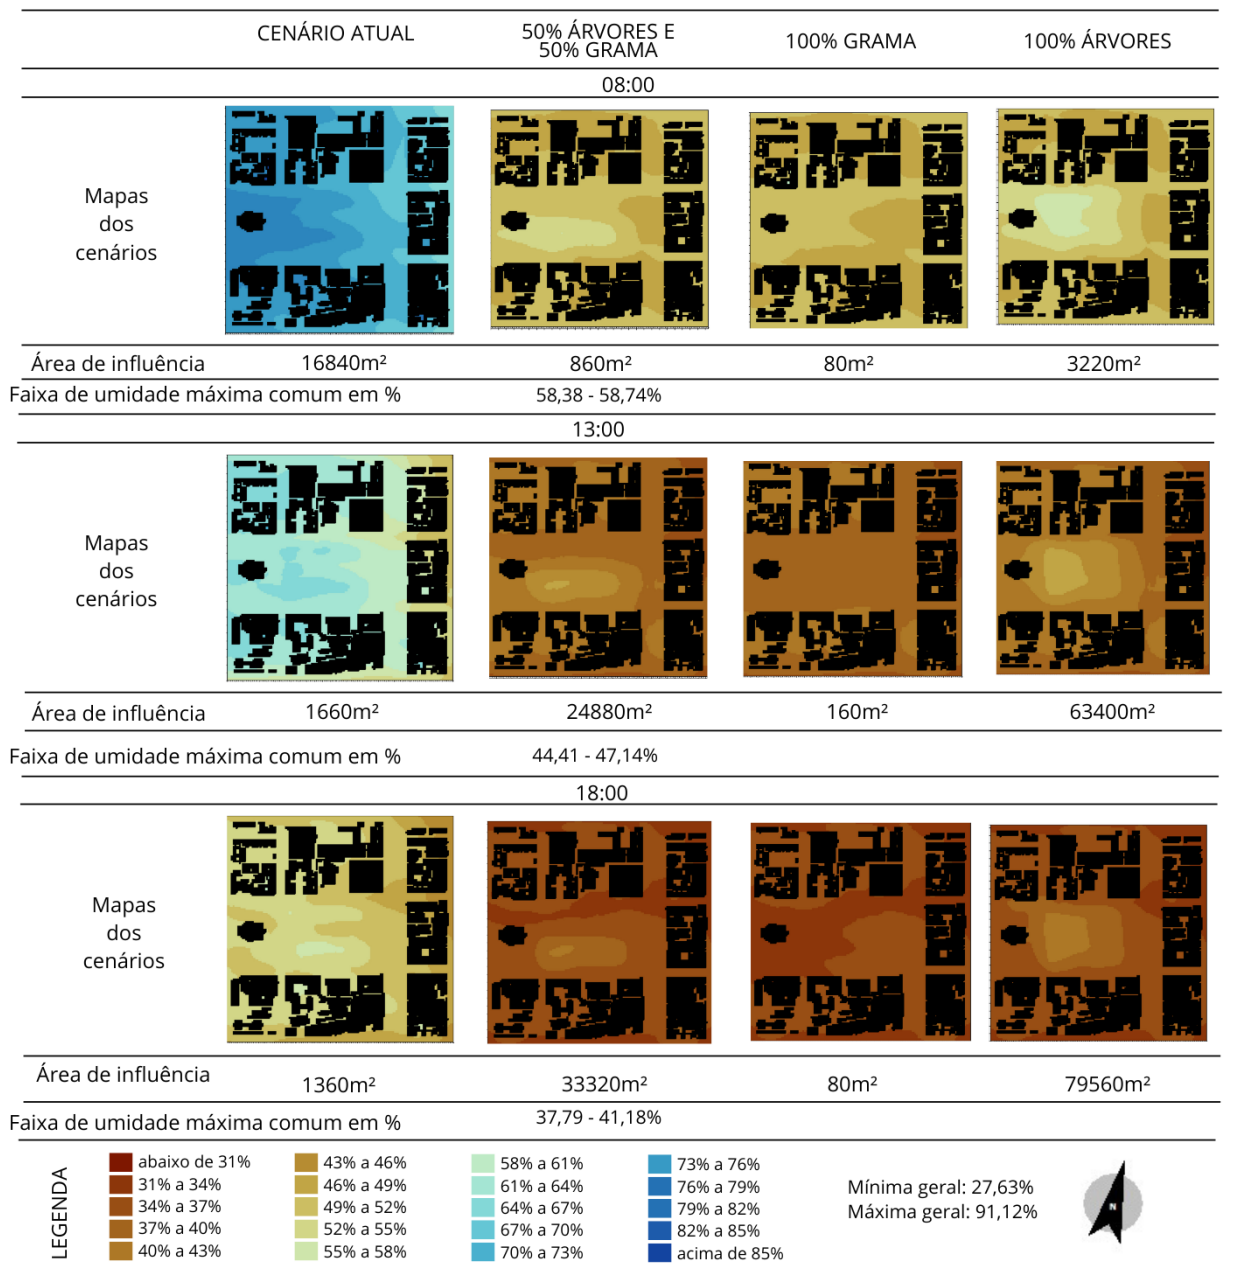 CENÁRIO ATUAL
50% ÁRVORES E
50% GRAMA
100% GRAMA
100% ÁRVORES
08:00
Mapas
dos
cenários
Área de influência 16840m² 860m² 80m² 3220m²
Faixa de umidade máxima comum em % 58,38 - 58,74%
13:00
Mapas
dos
cenários
Área de influência 1660m² 24880m² 160m² 63400m²
Faixa de umidade máxima comum em % 44,41 - 47,14%
18:00
Mapas
dos
cenários
Área de influência 1360m² 33320m² 80m² 79560m²
Faixa de umidade máxima comum em % 37,79 - 41,18%
LEGENDA
abaixo de 31%
31% a 34%
34% a 37%
37% a 40%
40% a 43%
43% a 46%
46% a 49%
49% a 52%
52% a 55%
55% a 58%
58% a 61%
61% a 64%
64% a 67%
67% a 70%
70% a 73%
73% a 76%
76% a 79%
79% a 82%
82% a 85%
acima de 85%
Mínima geral: 27,63%
Máxima geral: 91,12%
N